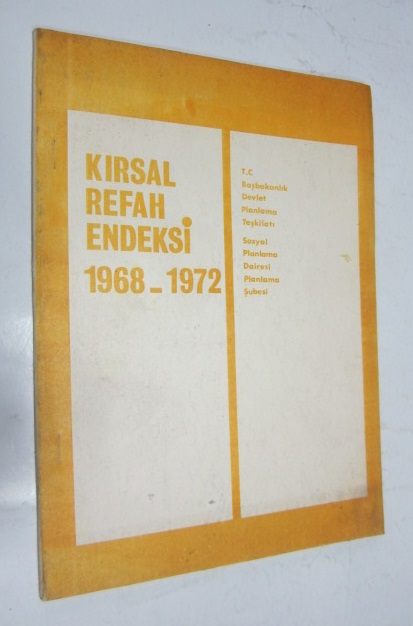 KIRSAL
REFAH
ENDEKSİ
1968 - 1972
T.C
Başbakanlık
Devlet
Planlama
Teşkilatı
Sosyal
Planlama
Dairesi
Planlama
Şubesi